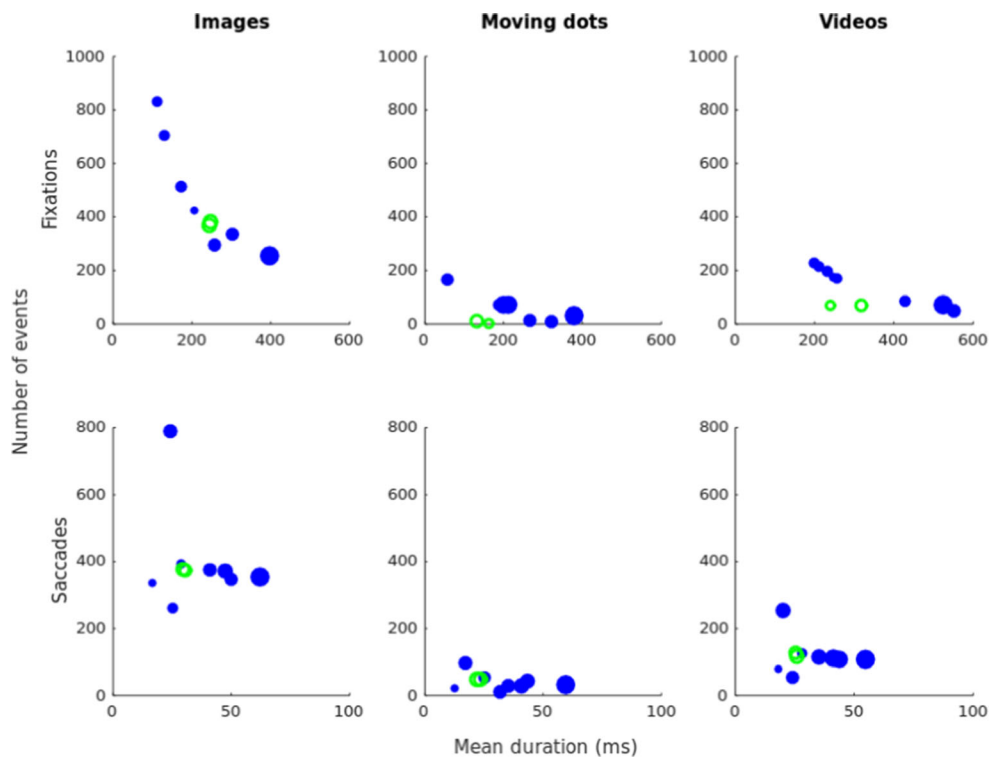 Images Moving dots Videos
Number of events
Fixations
1000 1000 1000
800 800 800
600 600 600
400 400 400
200 200 200
0 0 0
0 200 400 600 0 200 400 600 0 200 400 600
Saccades
800 800 800
600 600 600
400 400 400
200 200 200
0 0 0
0 50 100 0 50 100 0 50 100
Mean duration (ms)